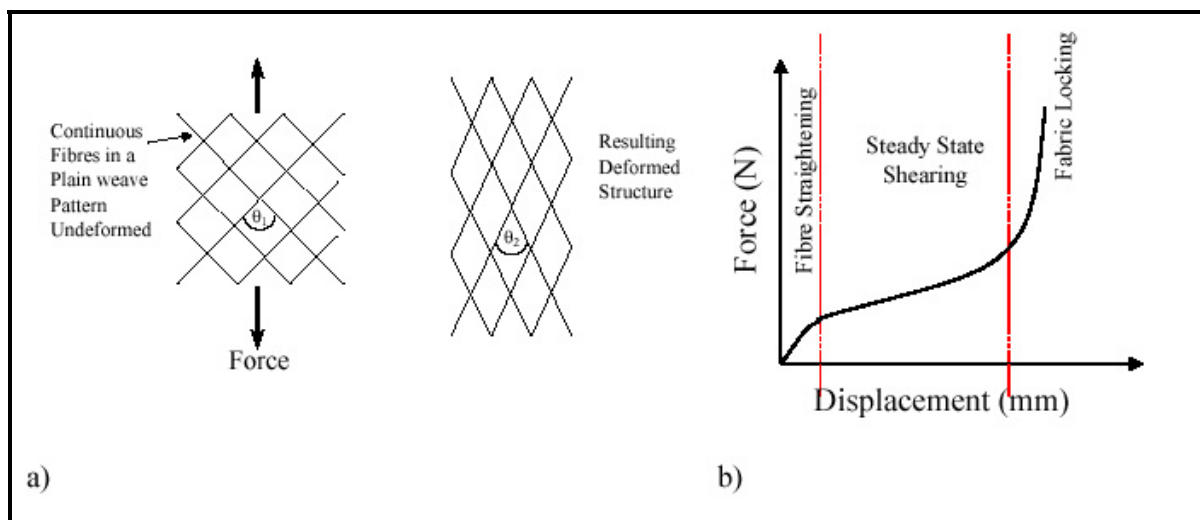 Continuous
Fibres in a
Plain weave
Pattern
Undeformed
θ1
Force
θ2
Resulting
Deformed
Structure
a)
Force (N)
Fibre Straightening
Steady State
Shearing
Fabric Locking
Displacement (mm)
b)